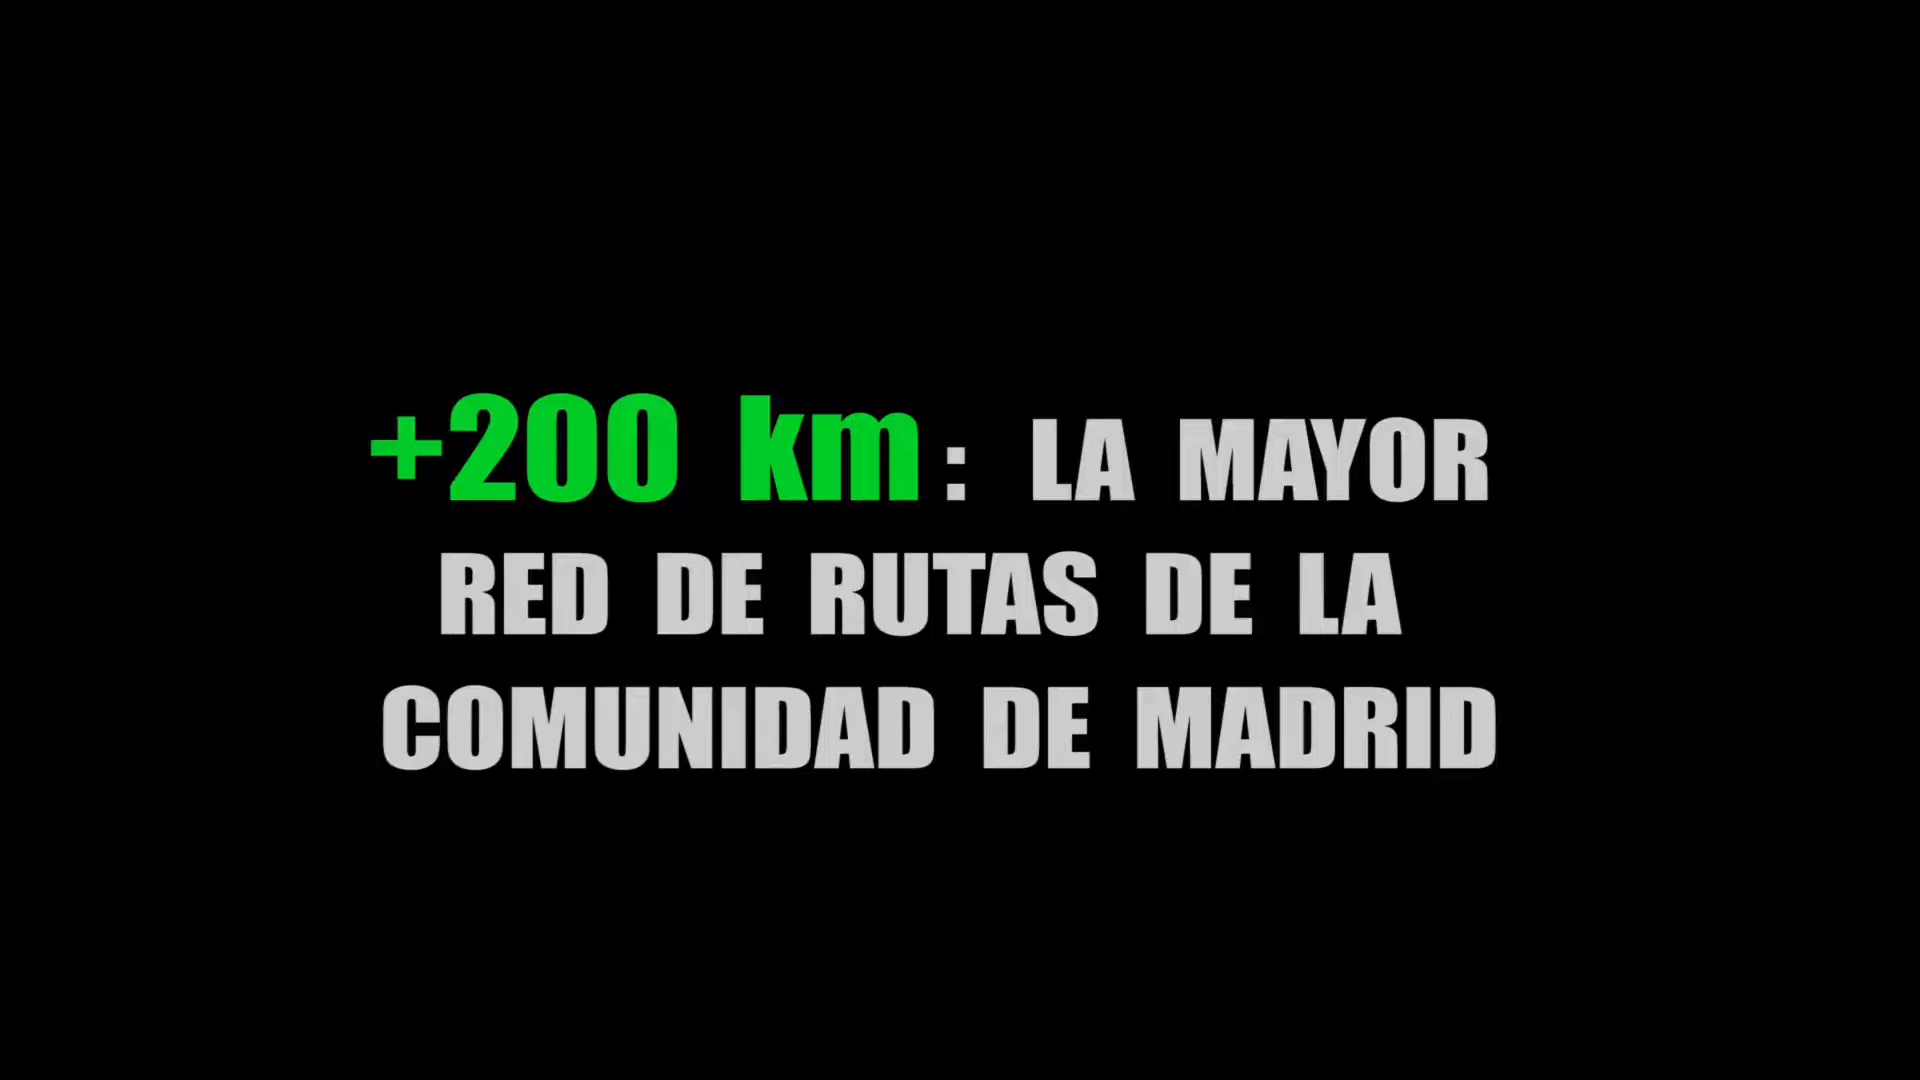 +200 km: LA MAYOR
RED DE RUTAS DE LA
COMUNIDAD DE MADRID